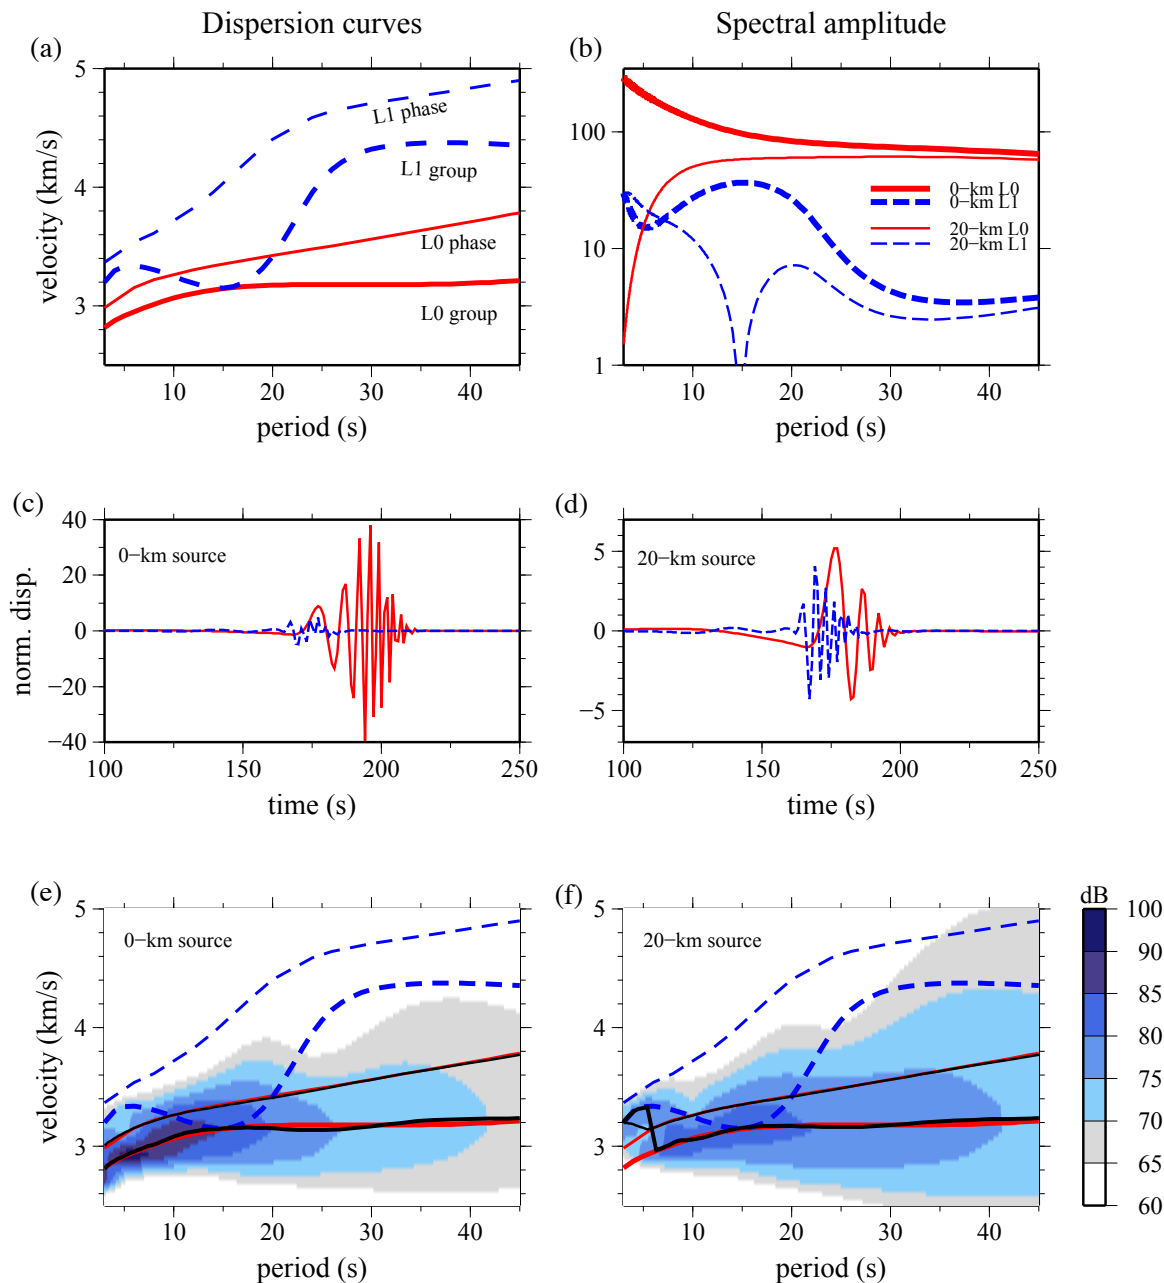 Dispersion curves
Spectral amplitude
(a)
(b)
5
4
3
velocity (km/s)
L1 phase
L1 group
L0 phase
L0 group
10 20 30 40
period (s)
100
10
1
0−km L0
0−km L1
20−km L0
20−km L1
10 20 30 40
period (s)
(c)
(d)
40
20
0
−20
−40
norm. disp.
0−km source
100 150 200 250
time (s)
5
0
−5
20−km source
100 150 200 250
time (s)
(e)
(f)
5
4
3
velocity (km/s)
0−km source
10 20 30 40
period (s)
5
4
3
20−km source
10 20 30 40
period (s)
dB
100
90
85
80
75
70
65
60